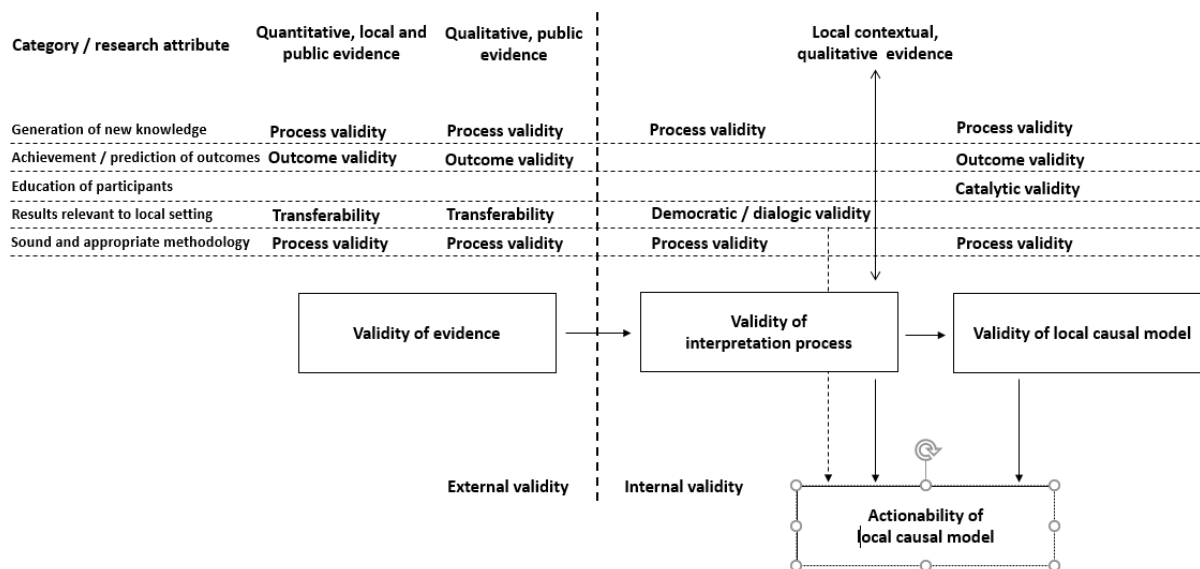 Category / research attribute
Quantitative, local and
public evidence
Qualitative, public
evidence
Local contextual,
qualitative evidence
Generation of new knowledge Process validity Process validity Process validity Process validity
Achievement / prediction of outcomes Outcome validity Outcome validity Outcome validity
Education of participants Catalytic validity
Results relevant to local setting Transferability Transferability Democratic / dialogic validity
Sound and appropriate methodology Process validity Process validity Process validity Process validity
Validity of evidence
Validity of
interpretation process
Validity of local causal model
External validity Internal validity
Actionability of
local causal model